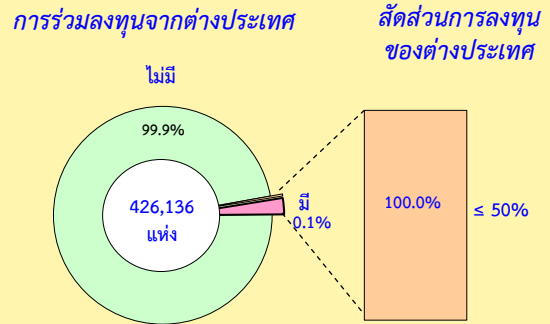 การร่วมลงทุนจากต่างประเทศ
สัดส่วนการลงทุน
ของต่างประเทศ
ไม่มี
99.9%
426,136
แห่ง
มี
0.1%
100.0%
≤ 50%